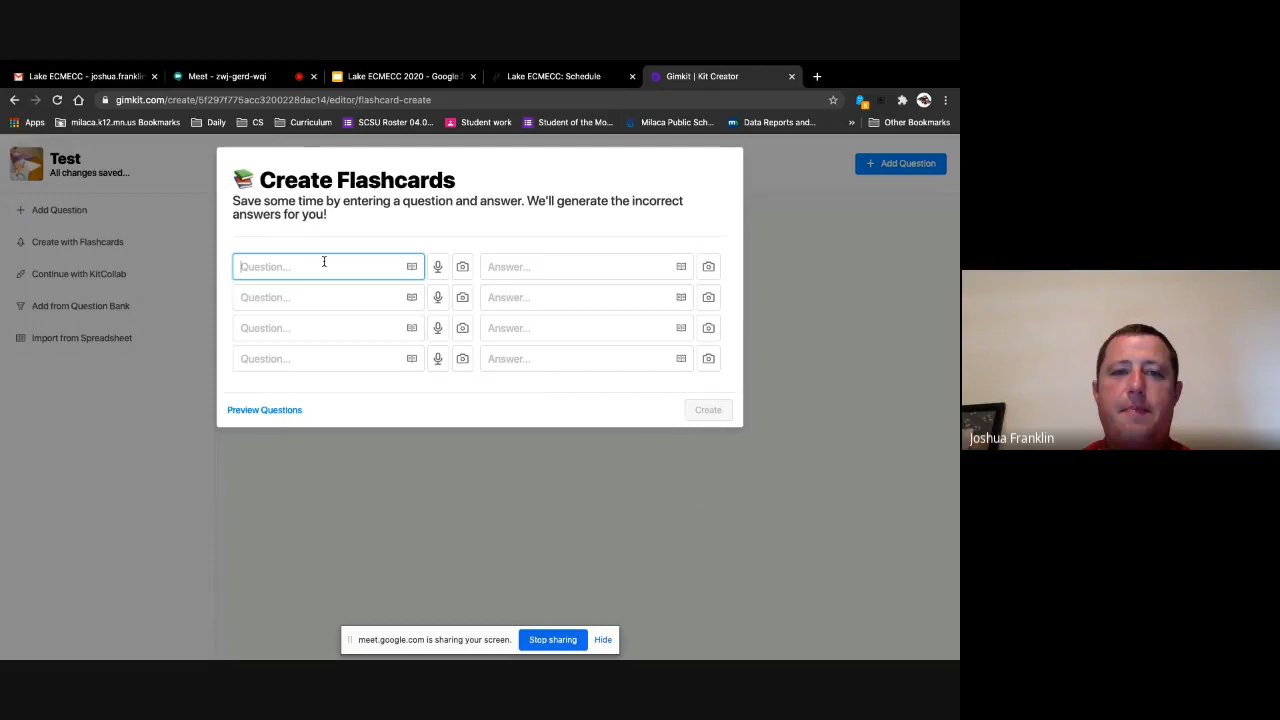 Lake ECMECC - joshua.franklin
Meet - zwj-gerd-wqi
Lake ECMECC 2020 - Google S
Lake ECMECC: Schedule
Gimkit | Kit Creator
gimkit.com/create/5f297f775acc3200228dac14/editor/flashcard-create
Apps
milaca.k12.mn.us Bookmarks
Daily
CS
Curriculum
SCSU Roster 04.0...
Student work
Student of the Mo...
Milaca Public Sch...
Data Reports and...
»
Other Bookmarks
Test
All changes saved...
+ Add Question
+ Add Question
Create with Flashcards
Continue with KitCollab
Add from Question Bank
Import from Spreadsheet
Create Flashcards
Save some time by entering a question and answer. We'll generate the incorrect
answers for you!
Question...
Answer...
Question...
Answer...
Question...
Answer...
Question...
Answer...
Preview Questions
Create
Joshua Franklin
meet.google.com is sharing your screen.
Stop sharing
Hide